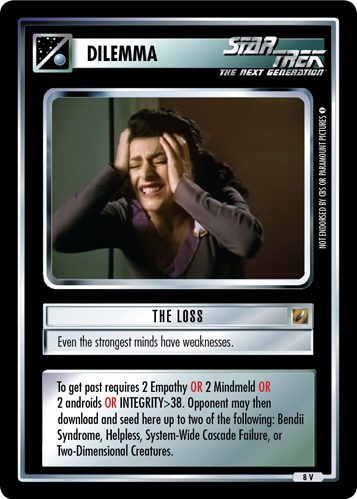 DILEMMA
STAR TREK
THE NEXT GENERATION
NOT ENDORSED BY CBS OR PARAMOUNT PICTURES
THE LOSS
Even the strongest minds have weaknesses.
To get past requires 2 Empathy OR 2 Mindmeld OR
2 androids OR INTEGRITY>38. Opponent may then
download and seed here up to two of the following: Bendii
Syndrome, Helpless, System-Wide Cascade Failure, or
Two-Dimensional Creatures.
8 V